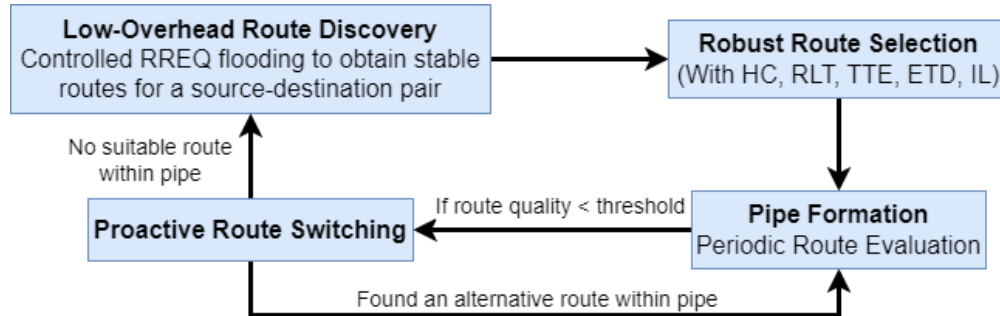 Low-Overhead Route Discovery
Controlled RREQ flooding to obtain stable
routes for a source-destination pair
Robust Route Selection
(With HC, RLT, TTE, ETD, IL)
No suitable route
within pipe
If route quality < threshold
Proactive Route Switching
Pipe Formation
Periodic Route Evaluation
Found an alternative route within pipe